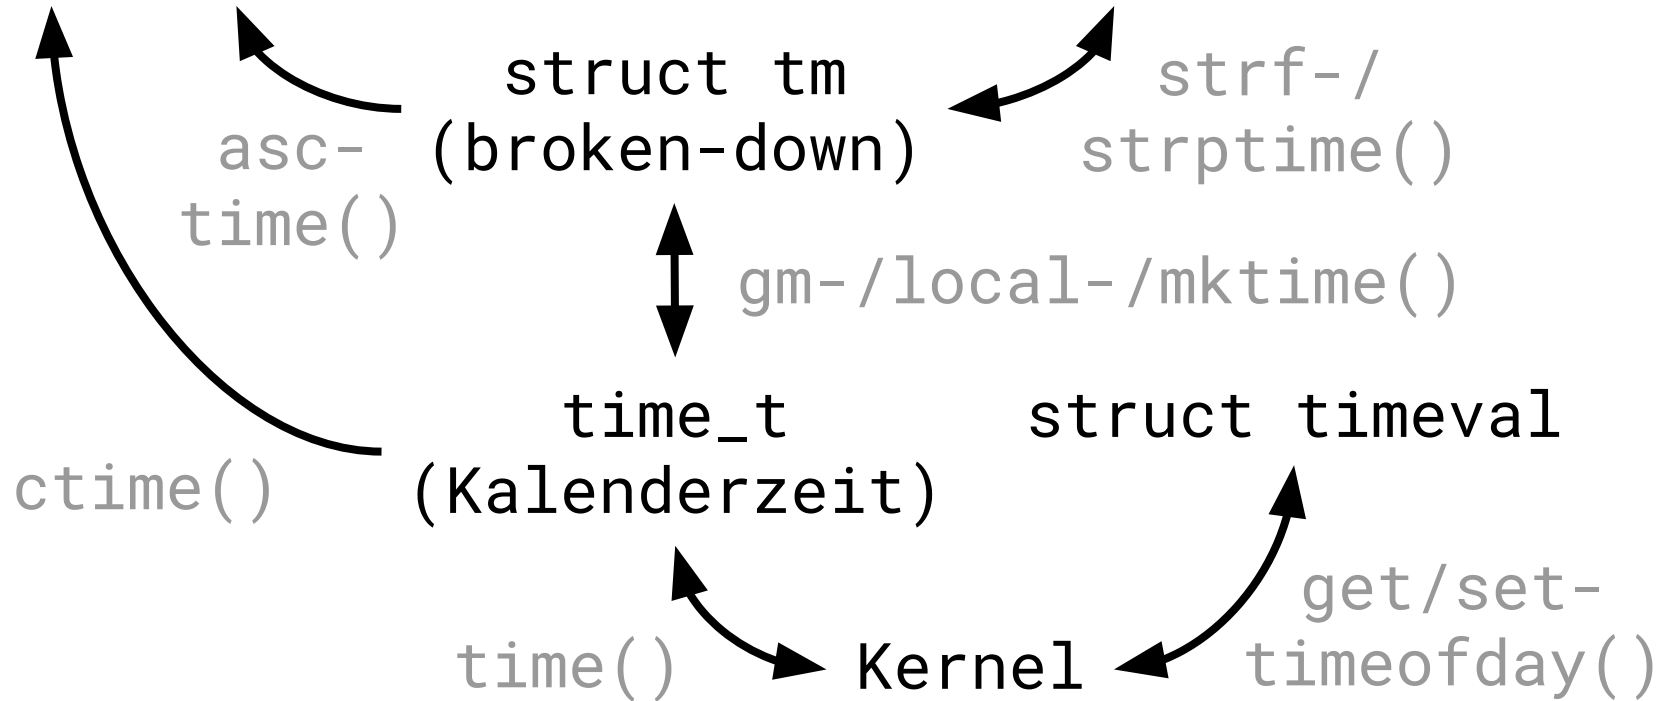 struct tm
(broken-down)
strf-/
strptime()
asc-
time()
gm-/local-/mktime()
time_t
(Kalenderzeit)
struct timeval
ctime()
get/set-
timeofday()
time()
Kernel